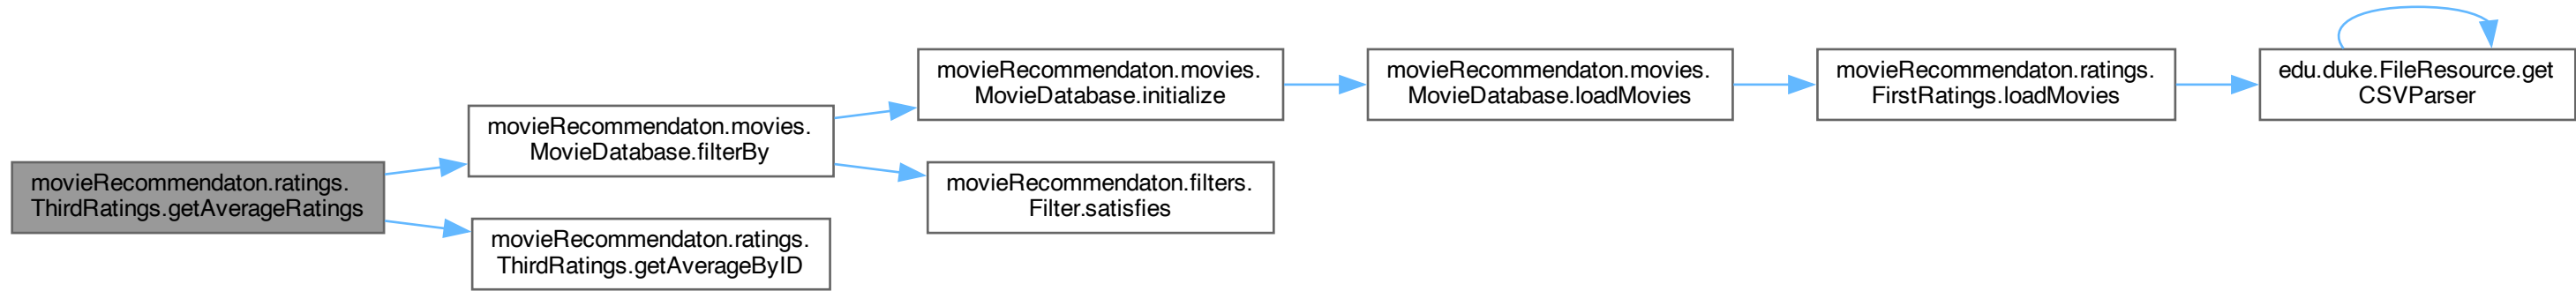 movieRecommendaton.ratings.
ThirdRatings.getAverageRatings
movieRecommendaton.movies.
MovieDatabase.filterBy
movieRecommendaton.ratings.
ThirdRatings.getAverageByID
movieRecommendaton.movies.
MovieDatabase.initialize
movieRecommendaton.filters.
Filter.satisfies
movieRecommendaton.movies.
MovieDatabase.loadMovies
movieRecommendaton.ratings.
FirstRatings.loadMovies
edu.duke.FileResource.get
CSVParser